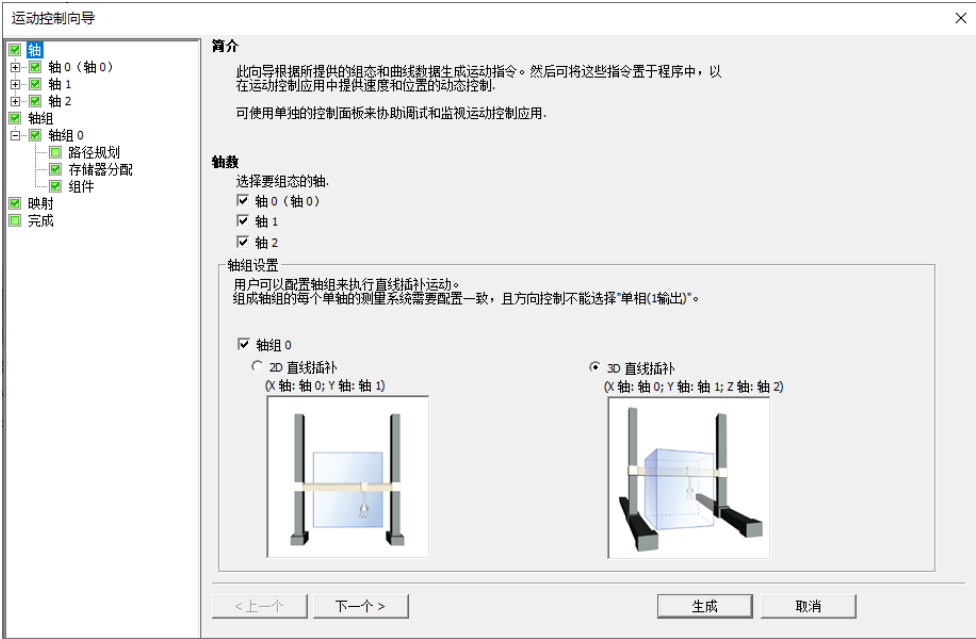 运动控制向导
轴
轴 0（轴 0）
轴 1
轴 2
轴组
轴组 0
路径规划
存储器分配
组件
映射
完成
简介
此向导根据所提供的组态和曲线数据生成运动指令。然后可将这些指令置于程序中，以
在运动控制应用中提供速度和位置的动态控制.
可使用单独的控制面板来协助调试和监视运动控制应用.
轴数
选择要组态的轴.
轴 0（轴 0）
轴 1
轴 2
轴组设置
用户可以配置轴组来执行直线插补运动。
组成轴组的每个单轴的测量系统需要配置一致，且方向控制不能选择"单相(1输出)"。
轴组 0
2D 直线插补
(X 轴: 轴 0; Y 轴: 轴 1)
3D 直线插补
(X 轴: 轴 0; Y 轴: 轴 1; Z 轴: 轴 2)
< 上一个
下一个 >
生成
取消